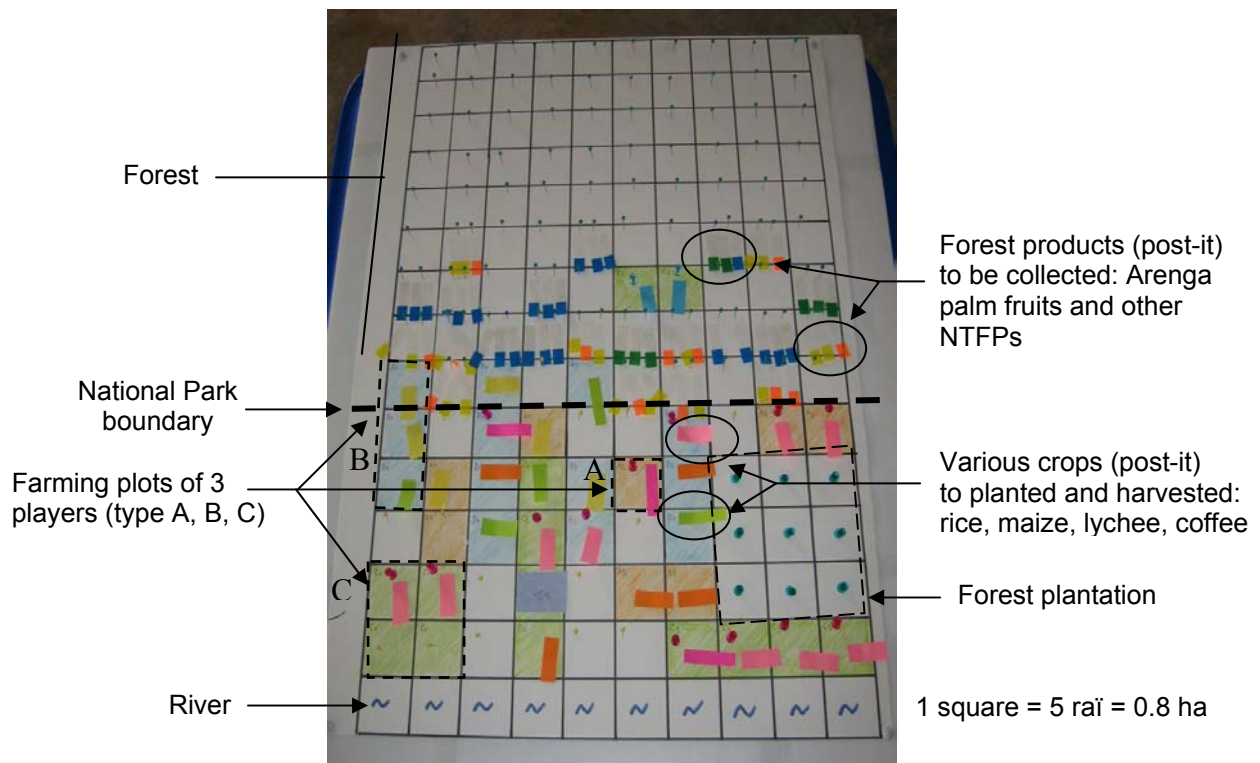 Forest
National Park
boundary
Farming plots of 3
players (type A, B, C)
River
B
C
A
Forest products (post-it)
to be collected: Arenga
palm fruits and other
NTFPs
Various crops (post-it)
to planted and harvested:
rice, maize, lychee, coffee
Forest plantation
1 square = 5 raï = 0.8 ha